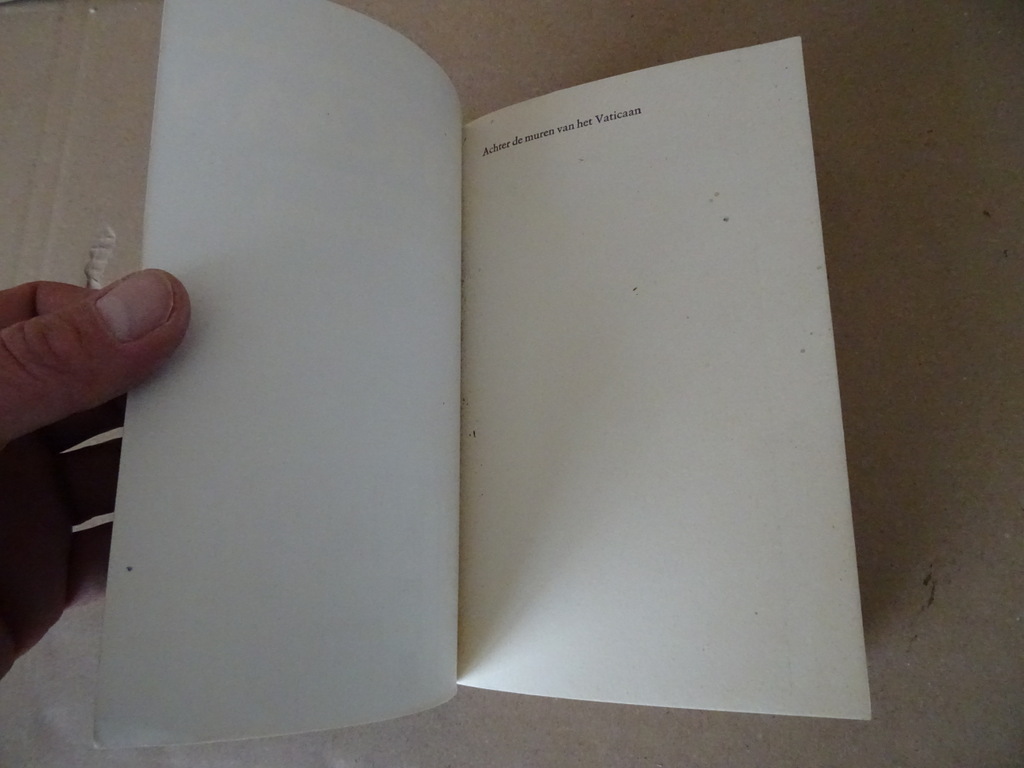 Achter de muren van het Vaticaan